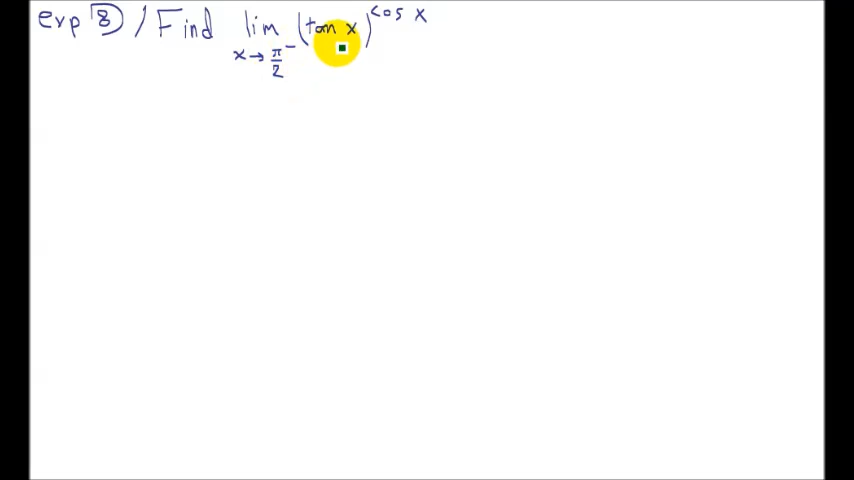 exp 8 / Find lim x→π/2⁻ (tan x)^cos x